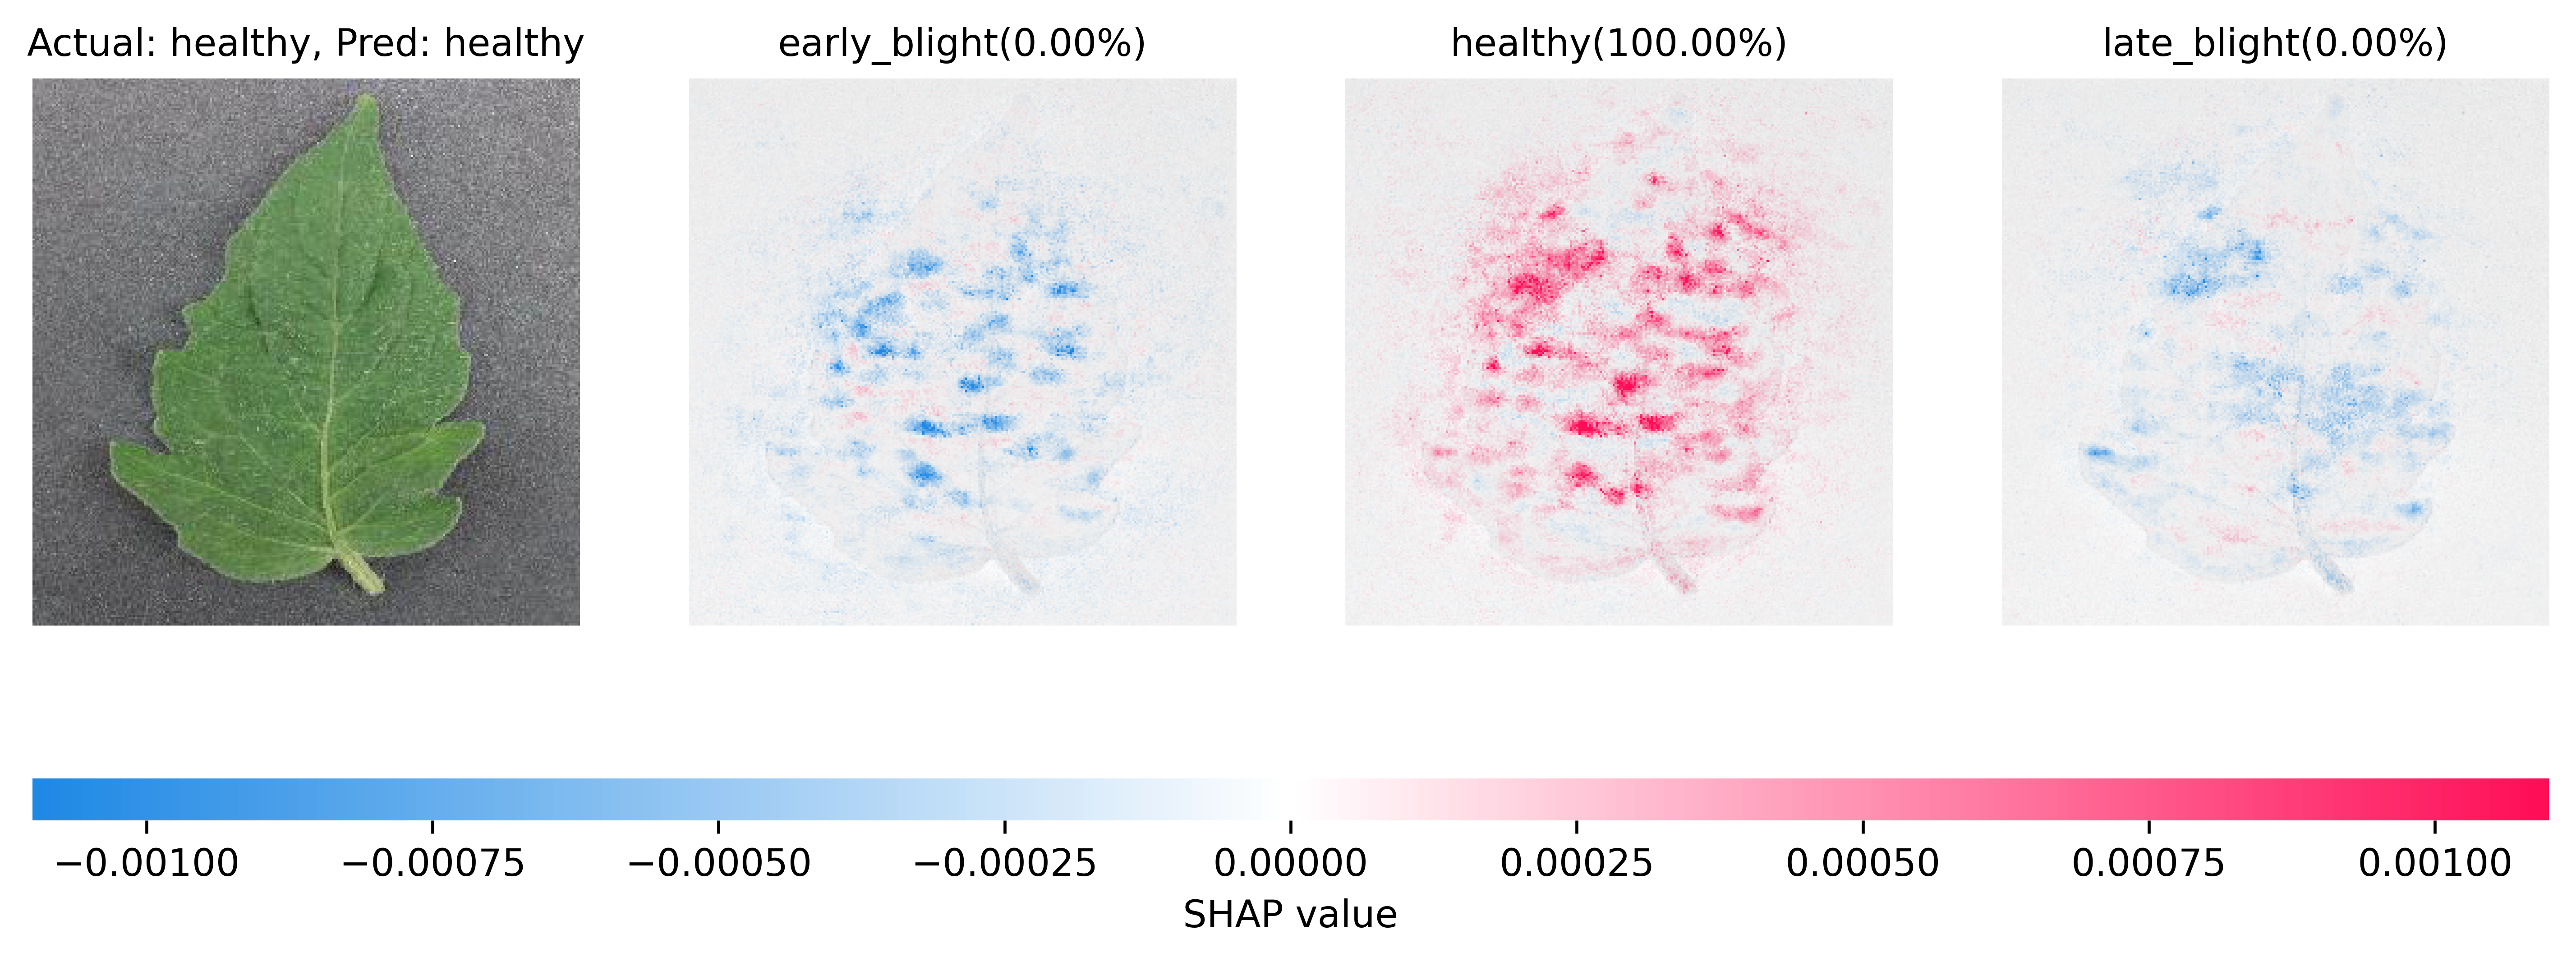 Actual: healthy, Pred: healthy
early_blight(0.00%)
healthy(100.00%)
late_blight(0.00%)
−0.00100 −0.00075 −0.00050 −0.00025 0.00000 0.00025 0.00050 0.00075 0.00100
SHAP value